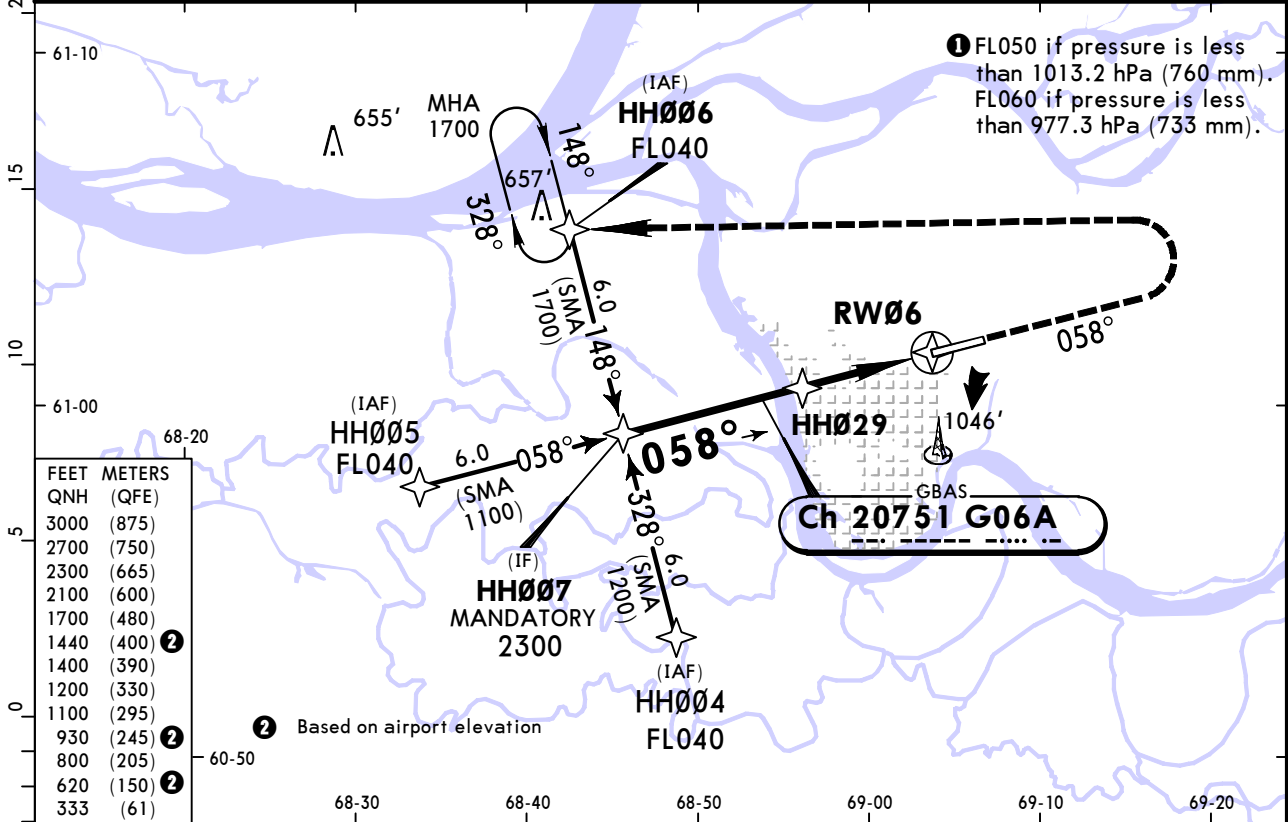 61-10
❶ FL050 if pressure is less
than 1013.2 hPa (760 mm).
FL060 if pressure is less
than 977.3 hPa (733 mm).
655'
MHA
1700
(IAF)
HHØØ6
FL040
148°
657'
328°
15
6.0
(SMA
1700)
148°
RWØ6
058°
10
61-00
(IAF)
HHØØ5
FL040
6.0
058°
(SMA
1100)
058°
HHØ29
1046'
68-20
GBAS
Ch 20751 G06A
328°
6.0
(SMA
1200)
5
(IF)
HHØØ7
MANDATORY
2300
(IAF)
HHØØ4
FL040
FEET METERS
QNH (QFE)
3000 (875)
2700 (750)
2300 (665)
2100 (600)
1700 (480)
1440 (400) ❷
1400 (390)
1200 (330)
1100 (295)
930 (245) ❷
800 (205)
620 (150) ❷
333 (61)
0
❷ Based on airport elevation
60-50
68-30
68-40
68-50
69-00
69-10
69-20